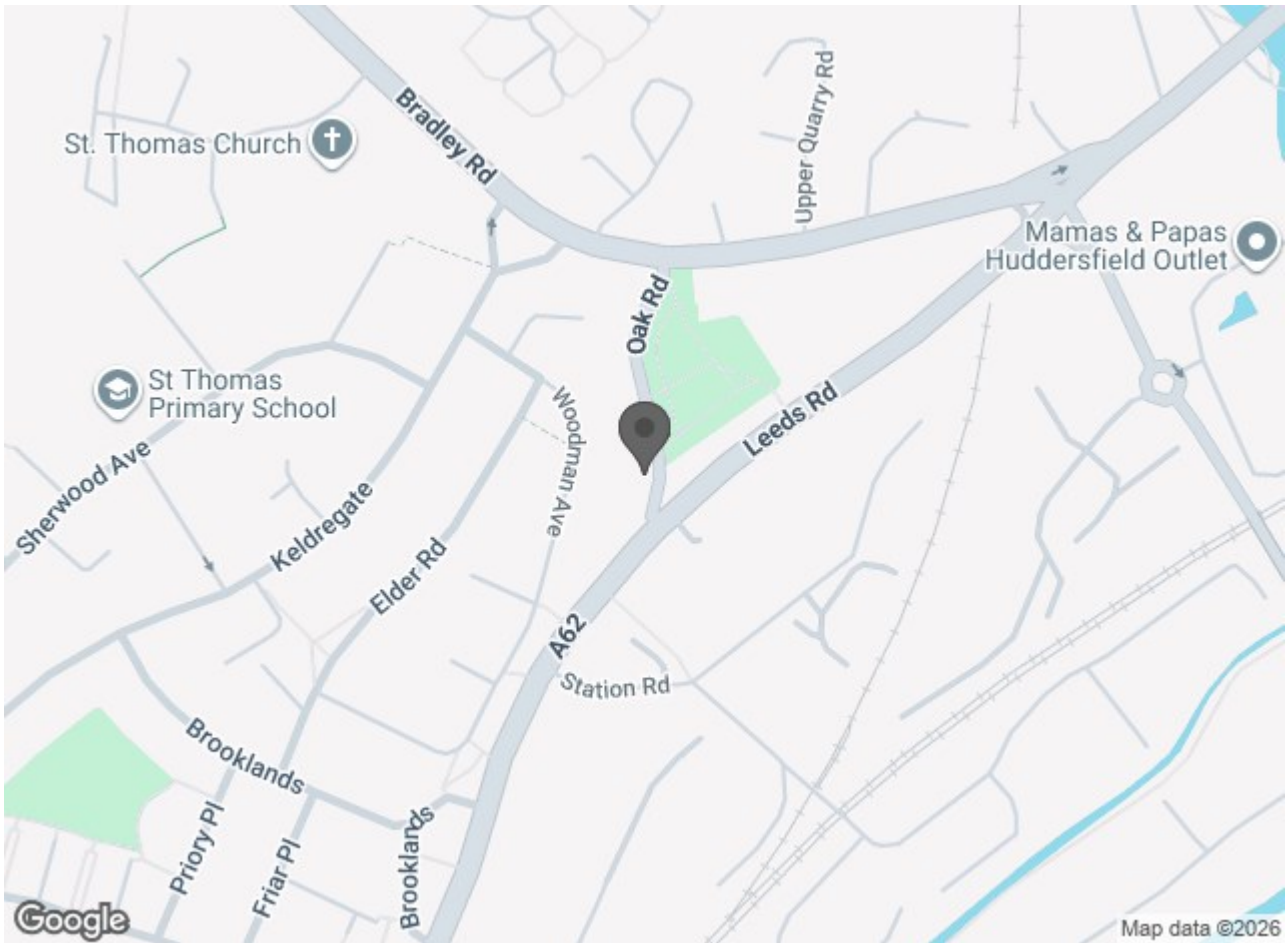 Bradley Rd
Upper Quarry Rd
St. Thomas Church
Mamas & Papas
Huddersfield Outlet
Oak Rd
St Thomas
Primary School
Woodman Ave
Leeds Rd
Sherwood Ave
Keldregate
Elder Rd
A62
Station Rd
Brooklands
Brooklands
Priory Pl
Friar Pl
Google
Map data ©2026